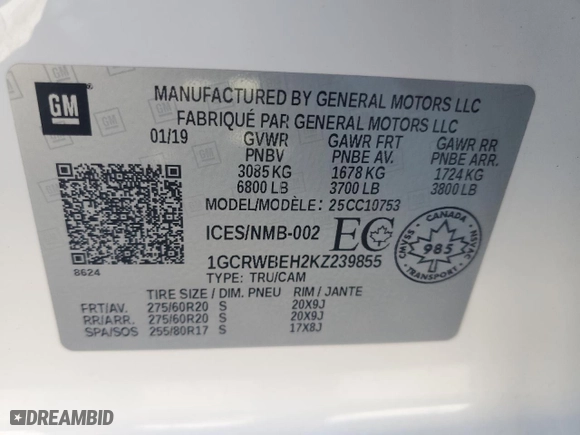 GM
MANUFACTURED BY GENERAL MOTORS LLC
FABRIQUÉ PAR GENERAL MOTORS LLC
01/19 GVWR GAWR FRT GAWR RR
PNBV PNBE AV. PNBE ARR.
3085 KG 1678 KG 1724 KG
6800 LB 3700 LB 3800 LB
MODEL/MODÈLE: 25CC10753
ICES/NMB-002 EC
CANADA
CMVSS 985 HVAC
8624
1GCRWBEH2KZ239855
TYPE: TRU/CAM
TIRE SIZE / DIM. PNEU RIM / JANTE
FRT/AV. 275/60R20 S 20X9J
RR/ARR. 275/60R20 S 20X9J
SPA/SOS 255/80R17 S 17X8J
DREAMBID